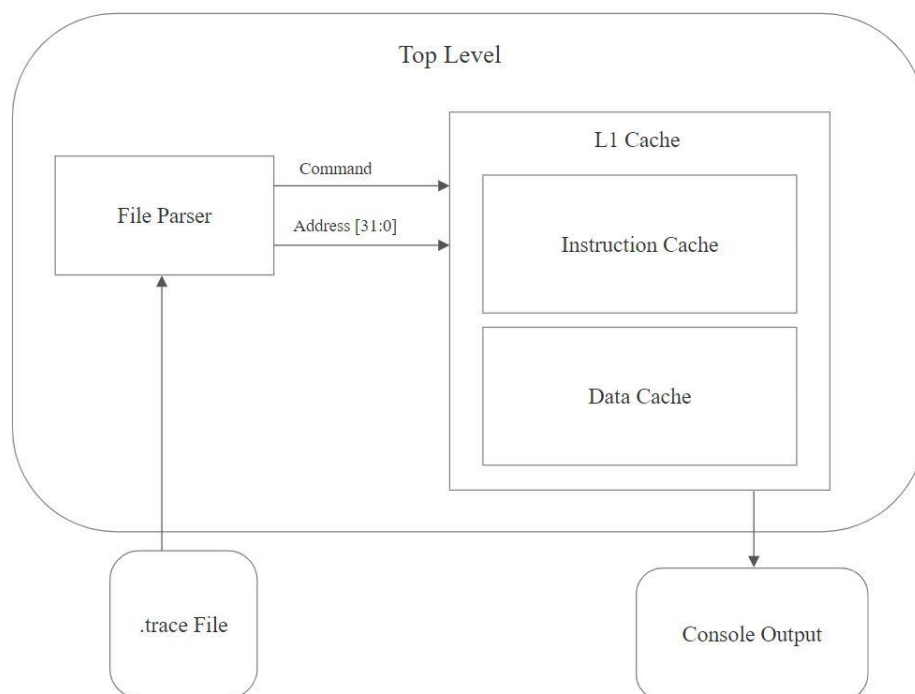 Top Level
L1 Cache
Command
File Parser
Address [31:0]
Instruction Cache
Data Cache
.trace File
Console Output